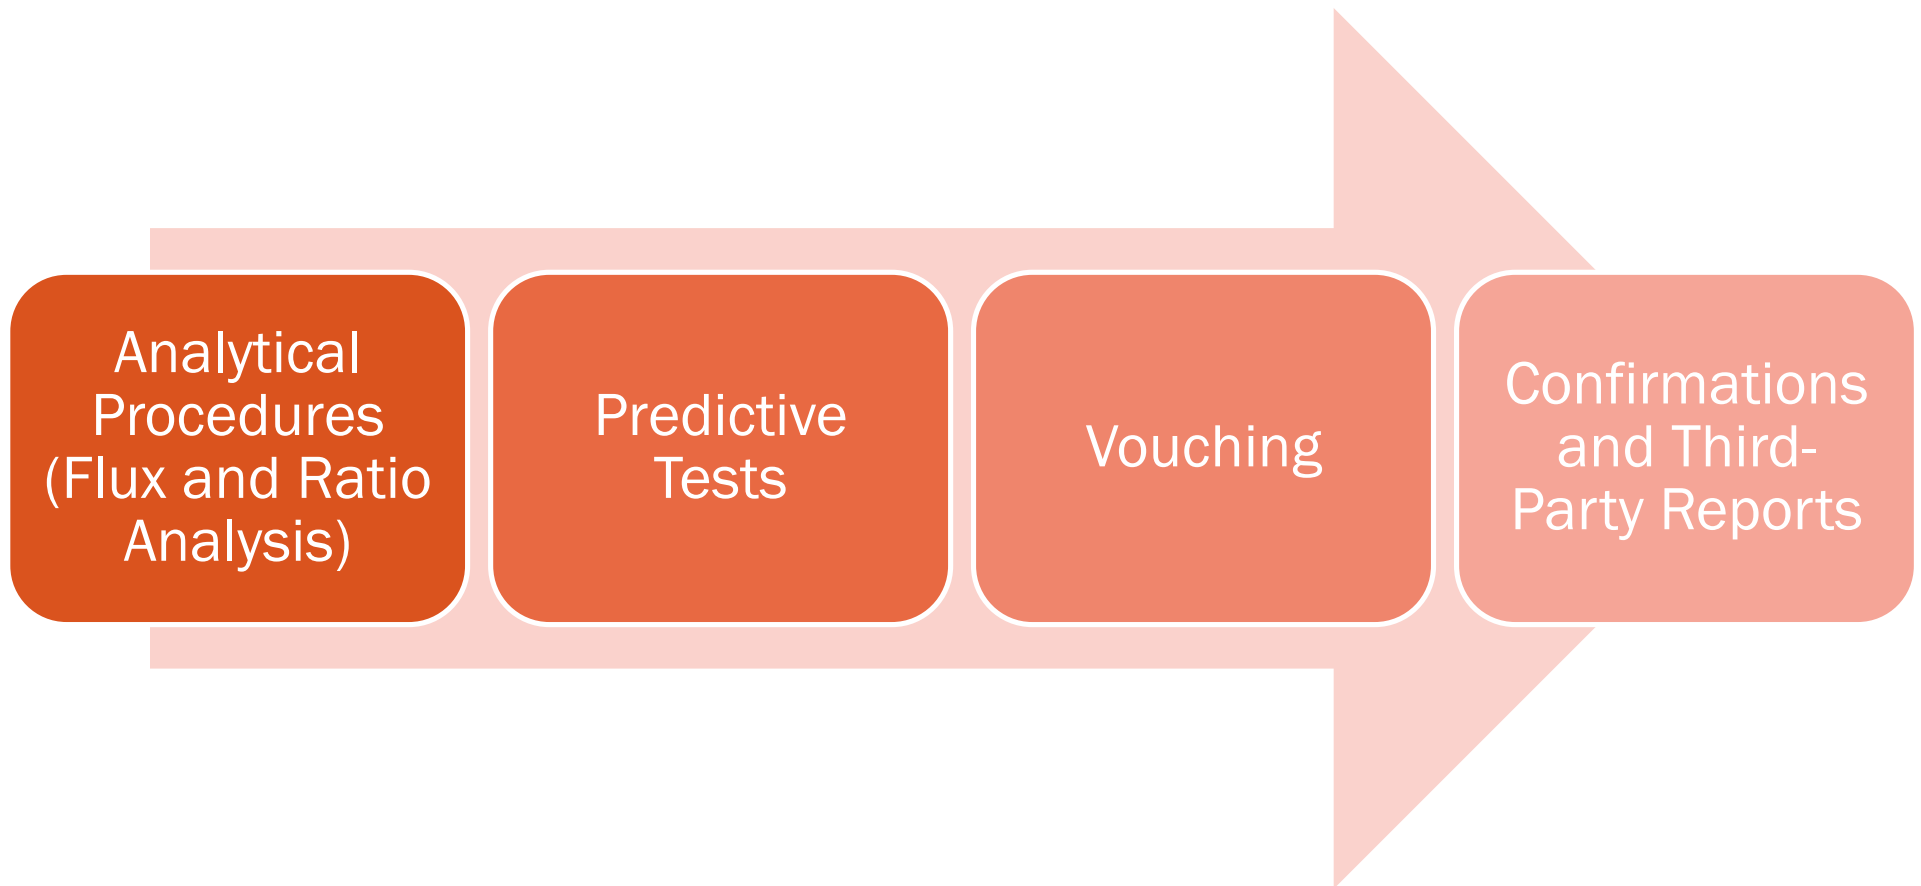 Analytical
Procedures
(Flux and Ratio
Analysis)
Predictive
Tests
Vouching
Confirmations
and Third-
Party Reports